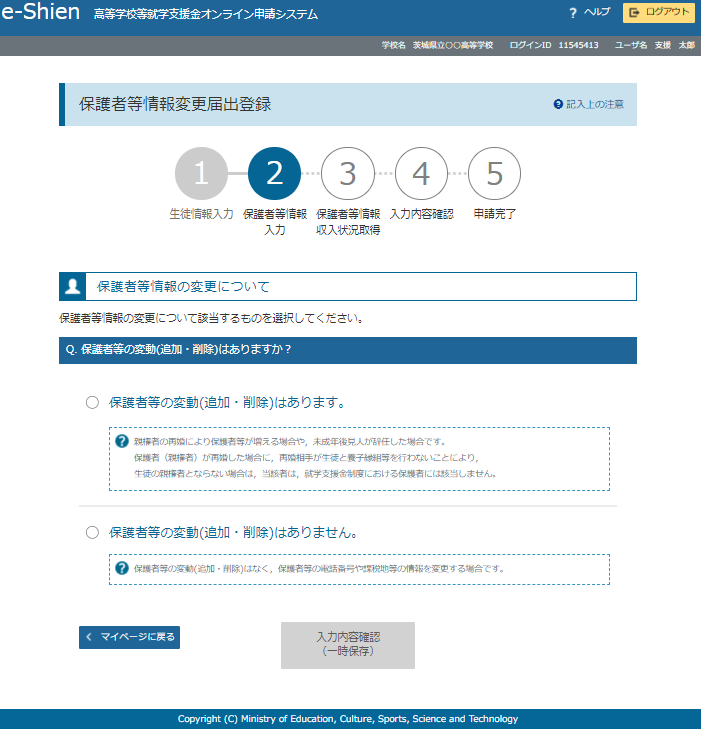 e-Shien 高等学校等就学支援金オンライン申請システム ? ヘルプ ログアウト
学校名 茨城県立○○高等学校 ログインID 11545413 ユーザ名 支援 太郎
保護者等情報変更届出登録 ? 記入上の注意
1 2 3 4 5
生徒情報入力 保護者等情報入力 保護者等情報収入状況取得 入力内容確認 申請完了
保護者等情報の変更について
保護者等情報の変更について該当するものを選択してください。
Q. 保護者等の変動(追加・削除)はありますか？
保護者等の変動(追加・削除)はあります。
? 親権者の再婚により保護者等が増える場合や，未成年後見人が辞任した場合です。
保護者（親権者）が再婚した場合に，再婚相手が生徒と養子縁組等を行わないことにより，
生徒の親権者とならない場合は，当該者は，就学支援金制度における保護者には該当しません。
保護者等の変動(追加・削除)はありません。
? 保護者等の変動(追加・削除)はなく，保護者等の電話番号や課税地等の情報を変更する場合です。
マイページに戻る
入力内容確認
（一時保存）
Copyright (C) Ministry of Education, Culture, Sports, Science and Technology